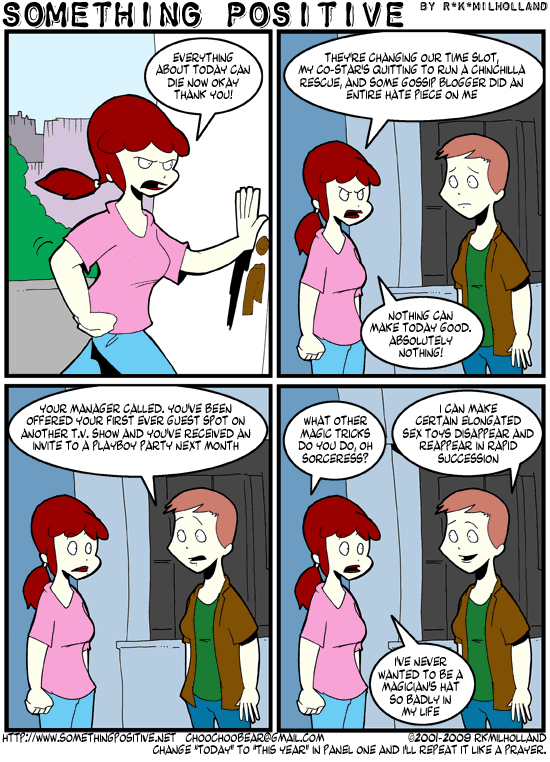 SOMETHING POSITIVE BY R*K*MILHOLLAND
EVERYTHING
ABOUT TODAY CAN
DIE NOW OKAY
THANK YOU!
THEY'RE CHANGING OUR TIME SLOT,
MY CO-STAR'S QUITTING TO RUN A CHINCHILLA
RESCUE, AND SOME GOSSIP BLOGGER DID AN
ENTIRE HATE PIECE ON ME
NOTHING CAN
MAKE TODAY GOOD.
ABSOLUTELY
NOTHING!
YOUR MANAGER CALLED. YOU'VE BEEN
OFFERED YOUR FIRST EVER GUEST SPOT ON
ANOTHER T.V. SHOW AND YOU'VE RECEIVED AN
INVITE TO A PLAYBOY PARTY NEXT MONTH
WHAT OTHER
MAGIC TRICKS
DO YOU DO, OH
SORCERESS?
I CAN MAKE
CERTAIN ELONGATED
SEX TOYS DISAPPEAR AND
REAPPEAR IN RAPID
SUCCESSION
I'VE NEVER
WANTED TO BE A
MAGICIAN'S HAT
SO BADLY IN
MY LIFE
HTTP://WWW.SOMETHINGPOSITIVE.NET CHOOCHOOBEAR@GMAIL.COM ©2001-2009 RKMILHOLLAND
CHANGE "TODAY" TO "THIS YEAR" IN PANEL ONE AND I'LL REPEAT IT LIKE A PRAYER.